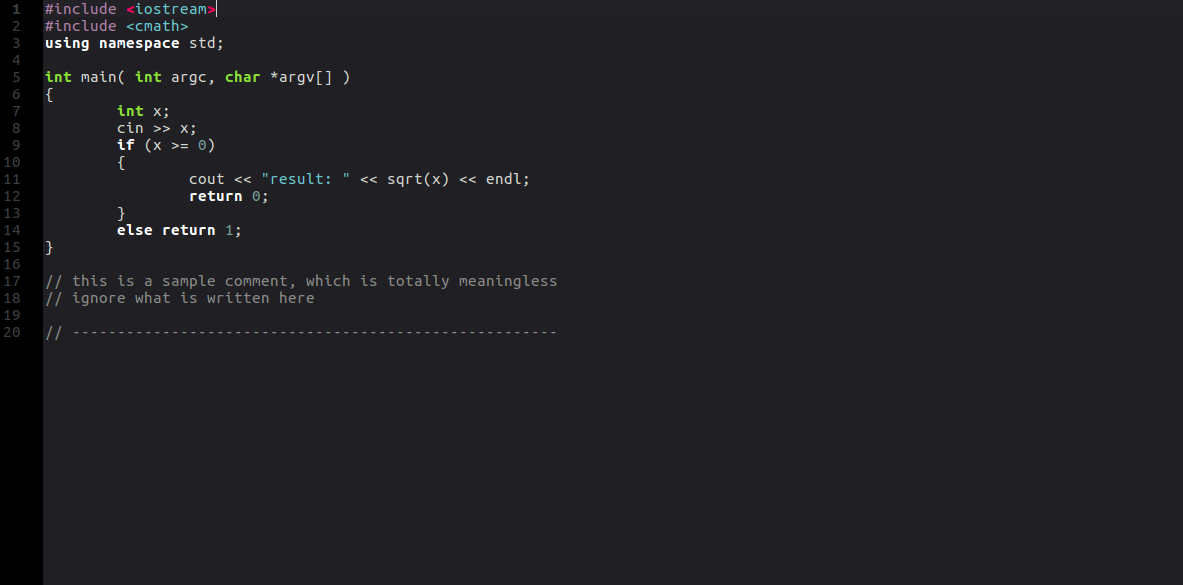 1 #include <iostream>
2 #include <cmath>
3 using namespace std;
4
5 int main( int argc, char *argv[] )
6 {
7 int x;
8 cin >> x;
9 if (x >= 0)
10 {
11 cout << "result: " << sqrt(x) << endl;
12 return 0;
13 }
14 else return 1;
15 }
16
17 // this is a sample comment, which is totally meaningless
18 // ignore what is written here
19
20 // ------------------------------------------------------